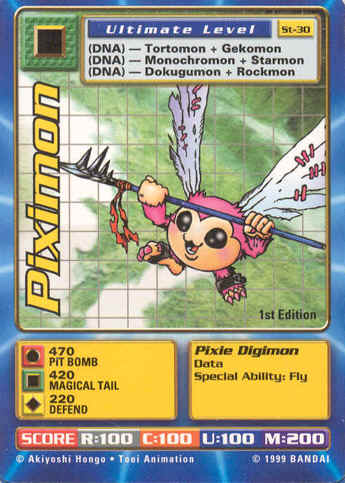 Ultimate Level
St-30
(DNA) — Tortomon + Gekomon
(DNA) — Monochromon + Starmon
(DNA) — Dokugumon + Rockmon
Piximon
1st Edition
470
PiT BOMB
420
MAGICAL TAIL
220
DEFEND
Pixie Digimon
Data
Special Ability: Fly
SCORE R:100 C:100 U:100 M:200
© Akiyoshi Hongo • Toei Animation © 1999 BANDAI